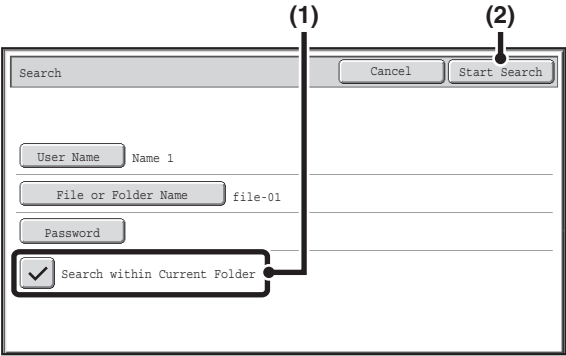 (1) (2)
Search Cancel Start Search
User Name Name 1
File or Folder Name file-01
Password
Search within Current Folder